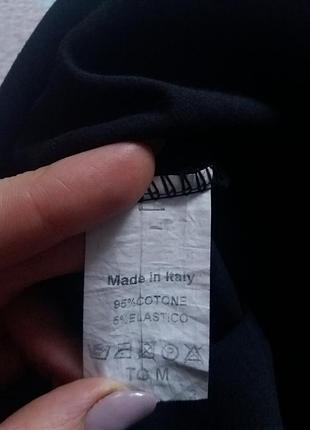 Made in Italy
95%COTONE
5%ELASTICO
TG M